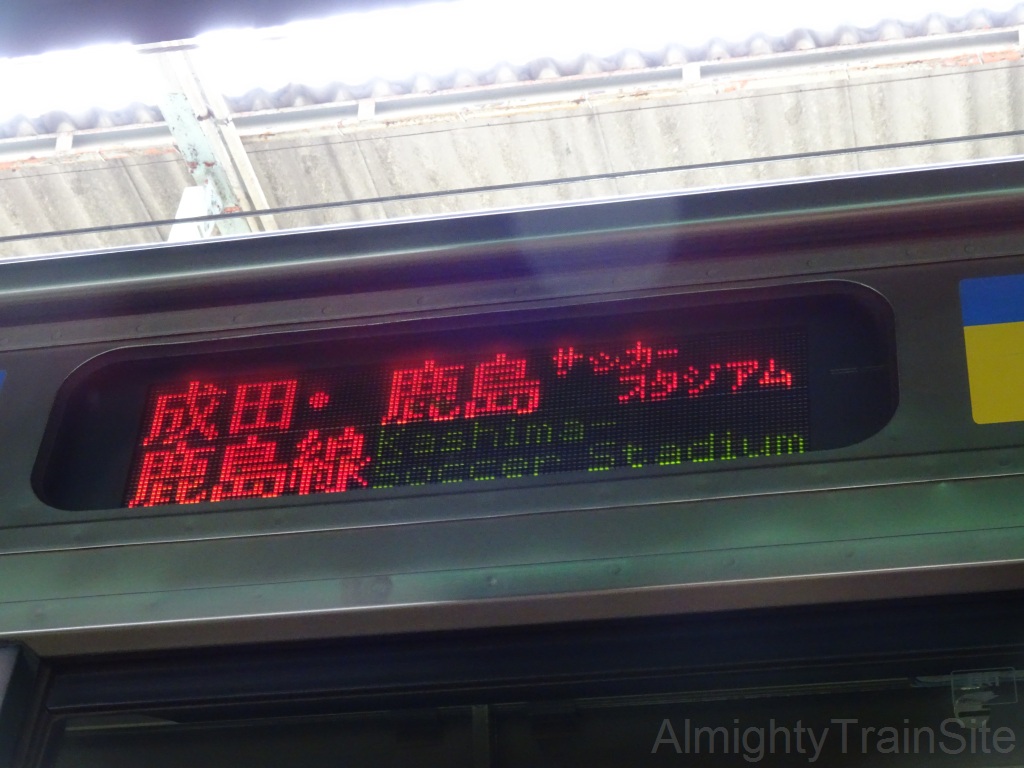 成田・
鹿島線
鹿島サッカー
スタジアム
Kashima-
Soccer Stadium
AlmightyTrainSite